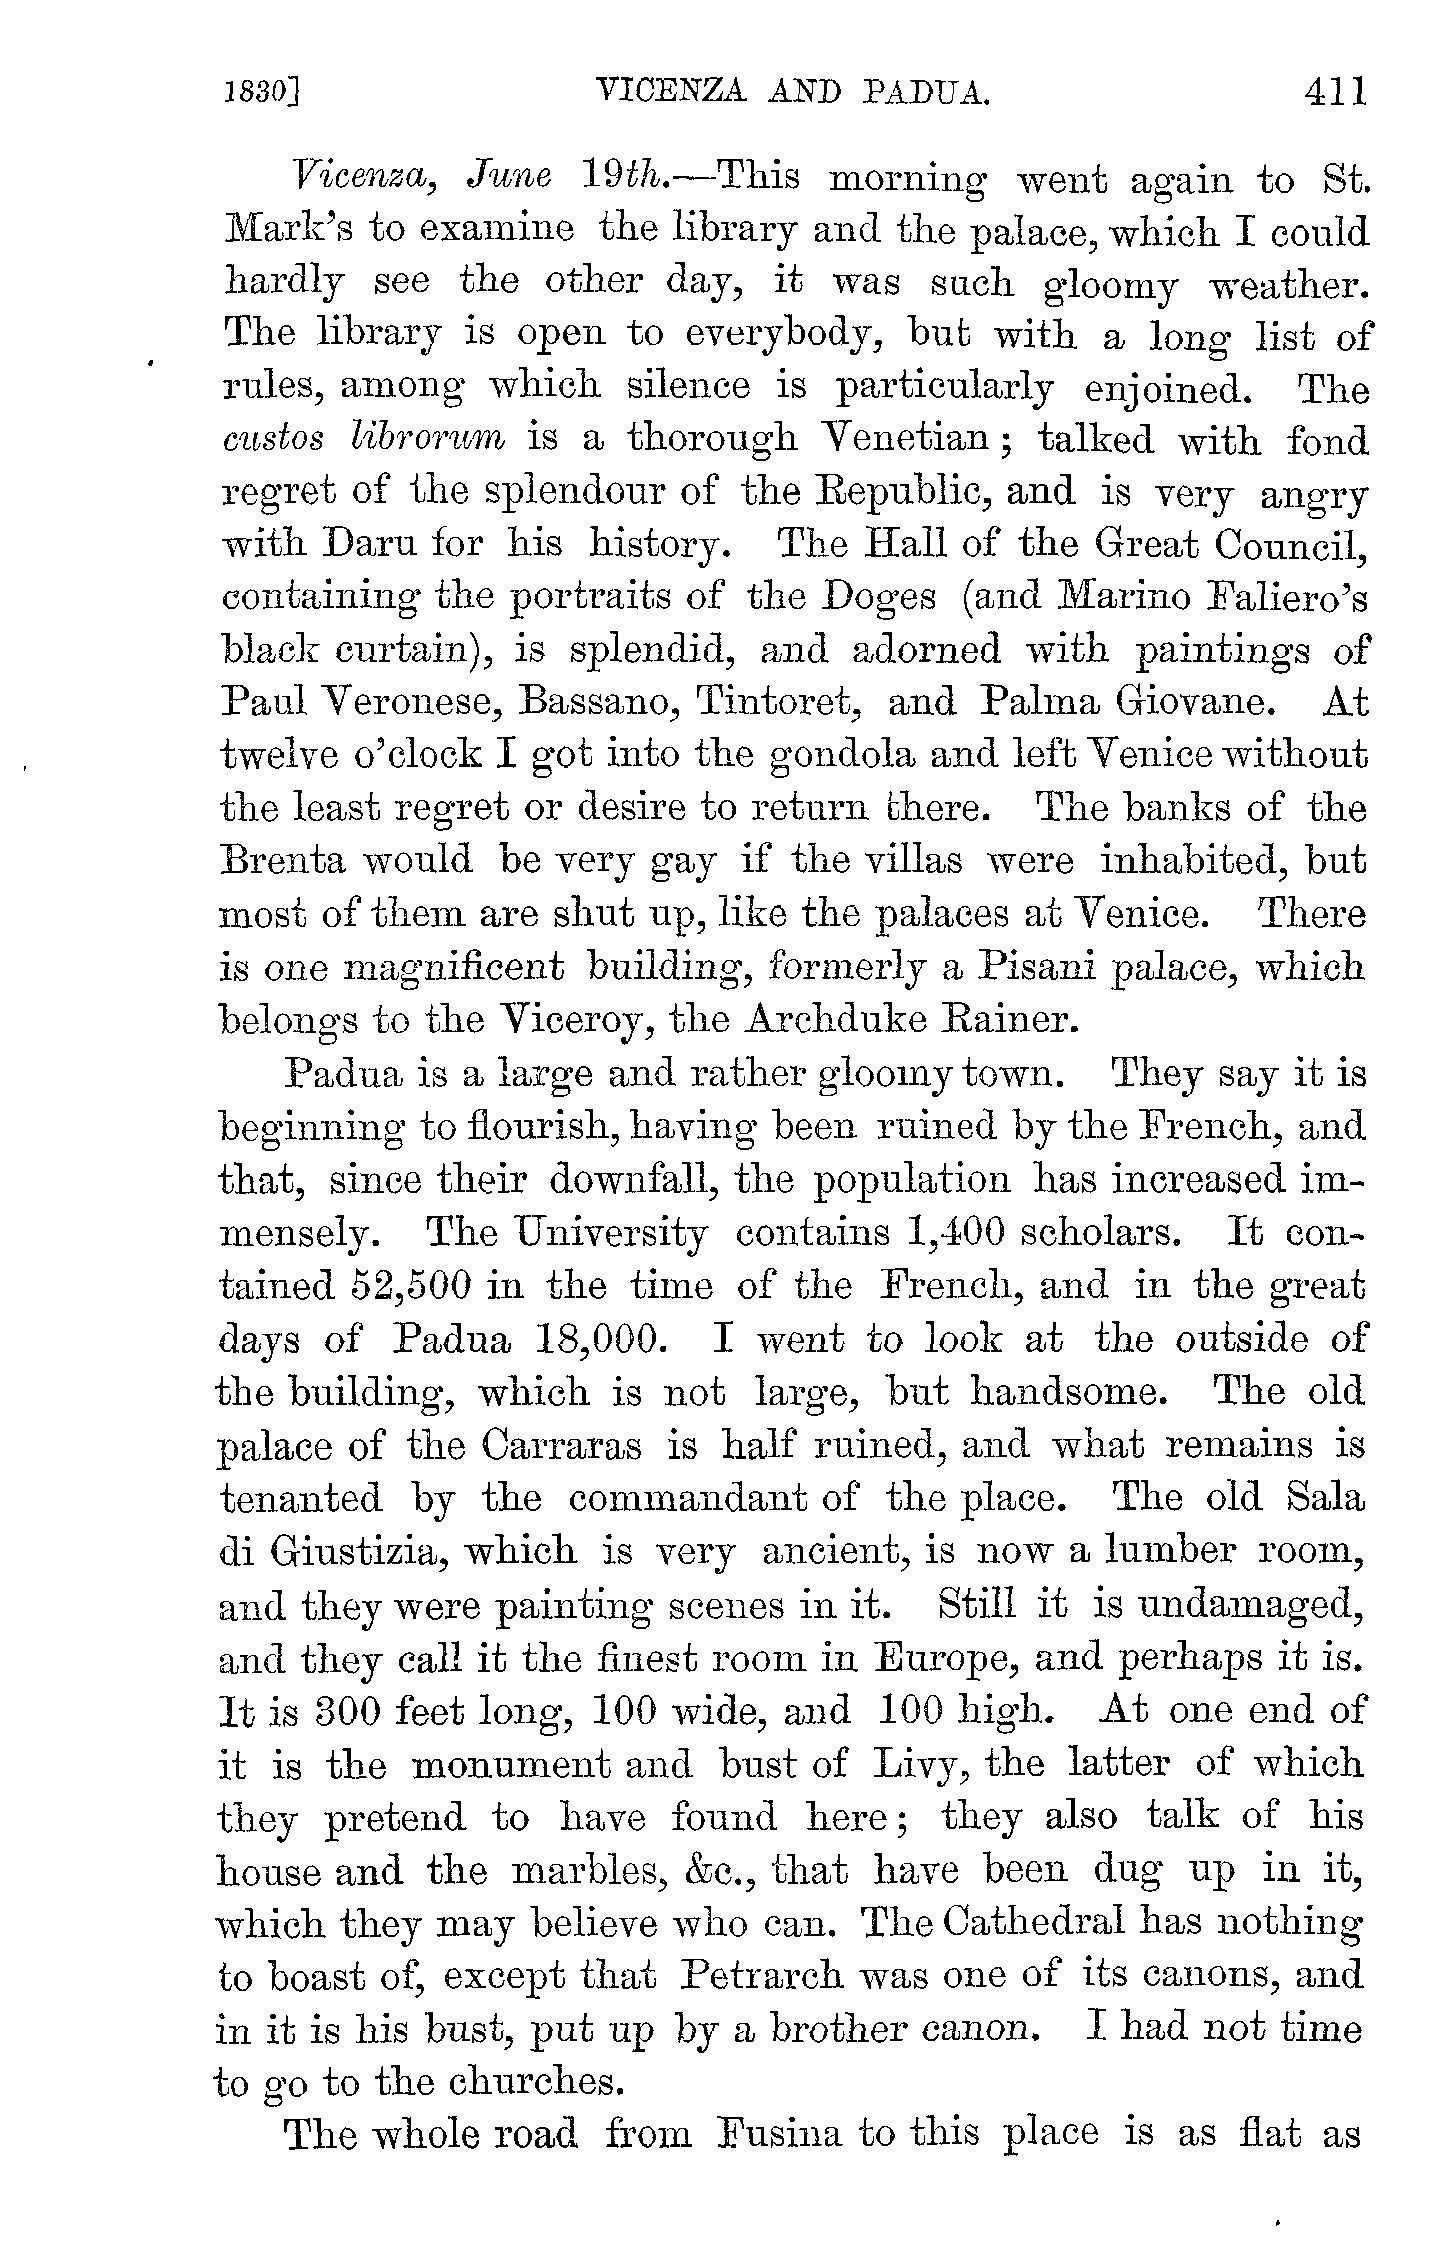 1830] VICENZA AND PADUA. 411
Vicenza, June 19th.—This morning went again to St.
Mark's to examine the library and the palace, which I could
hardly see the other day, it was such gloomy weather.
The library is open to everybody, but with a long list of
rules, among which silence is particularly enjoined. The
custos librorum is a thorough Venetian; talked with fond
regret of the splendour of the Republic, and is very angry
with Daru for his history. The Hall of the Great Council,
containing the portraits of the Doges (and Marino Faliero's
black curtain), is splendid, and adorned with paintings of
Paul Veronese, Bassano, Tintoret, and Palma Giovane. At
twelve o'clock I got into the gondola and left Venice without
the least regret or desire to return there. The banks of the
Brenta would be very gay if the villas were inhabited, but
most of them are shut up, like the palaces at Venice. There
is one magnificent building, formerly a Pisani palace, which
belongs to the Viceroy, the Archduke Rainer.
Padua is a large and rather gloomy town. They say it is
beginning to flourish, having been ruined by the French, and
that, since their downfall, the population has increased im-
mensely. The University contains 1,400 scholars. It con-
tained 52,500 in the time of the French, and in the great
days of Padua 18,000. I went to look at the outside of
the building, which is not large, but handsome. The old
palace of the Carraras is half ruined, and what remains is
tenanted by the commandant of the place. The old Sala
di Giustizia, which is very ancient, is now a lumber room,
and they were painting scenes in it. Still it is undamaged,
and they call it the finest room in Europe, and perhaps it is.
It is 300 feet long, 100 wide, and 100 high. At one end of
it is the monument and bust of Livy, the latter of which
they pretend to have found here; they also talk of his
house and the marbles, &c., that have been dug up in it,
which they may believe who can. The Cathedral has nothing
to boast of, except that Petrarch was one of its canons, and
in it is his bust, put up by a brother canon. I had not time
to go to the churches.
The whole road from Fusina to this place is as flat as